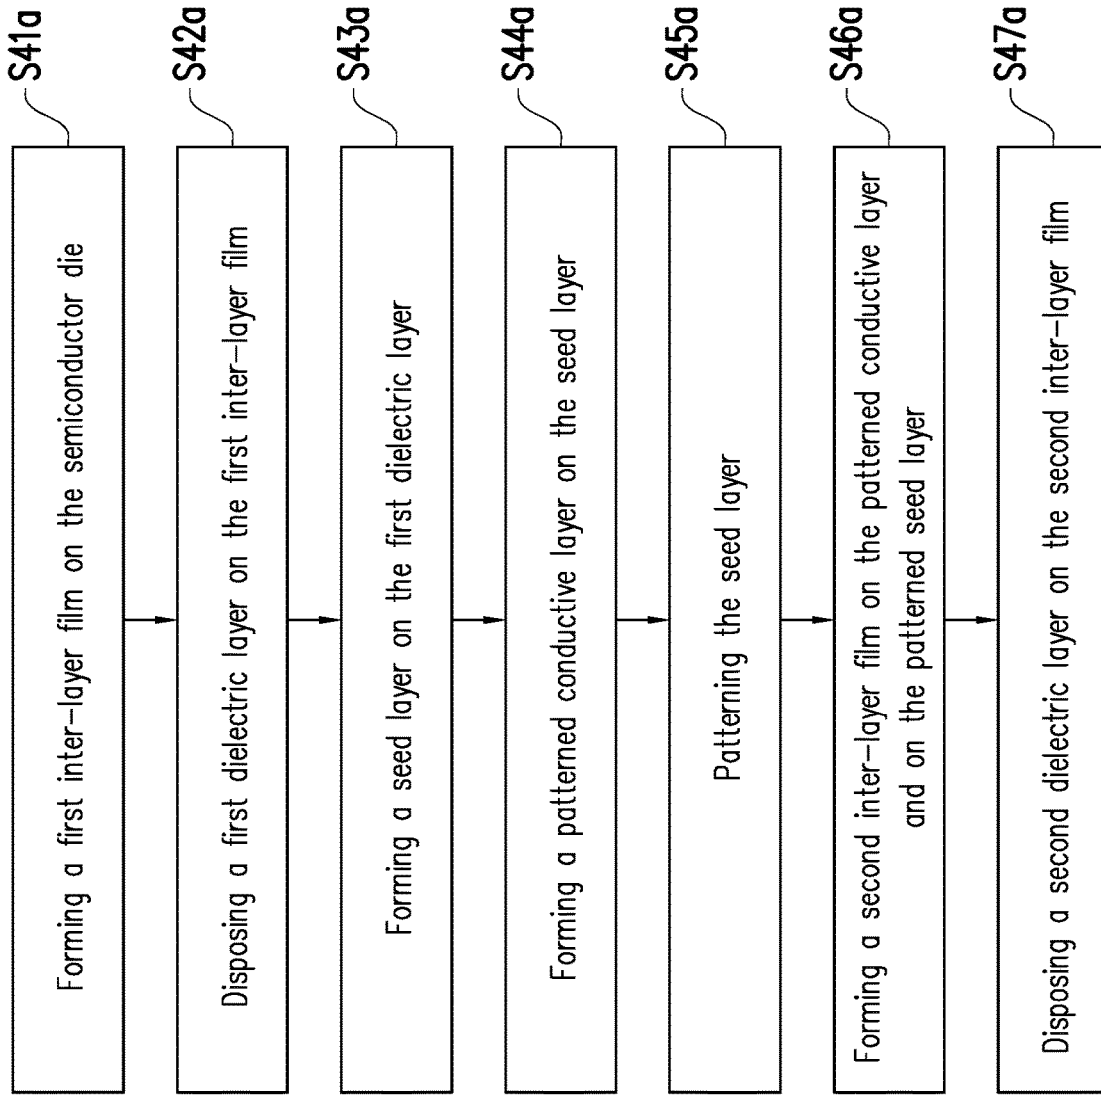 Forming a first inter-layer film on the semiconductor die
S41a
Disposing a first dielectric layer on the first inter-layer film
S42a
Forming a seed layer on the first dielectric layer
S43a
Forming a patterned conductive layer on the seed layer
S44a
Patterning the seed layer
S45a
Forming a second inter-layer film on the patterned conductive layer
and on the patterned seed layer
S46a
Disposing a second dielectric layer on the second inter-layer film
S47a